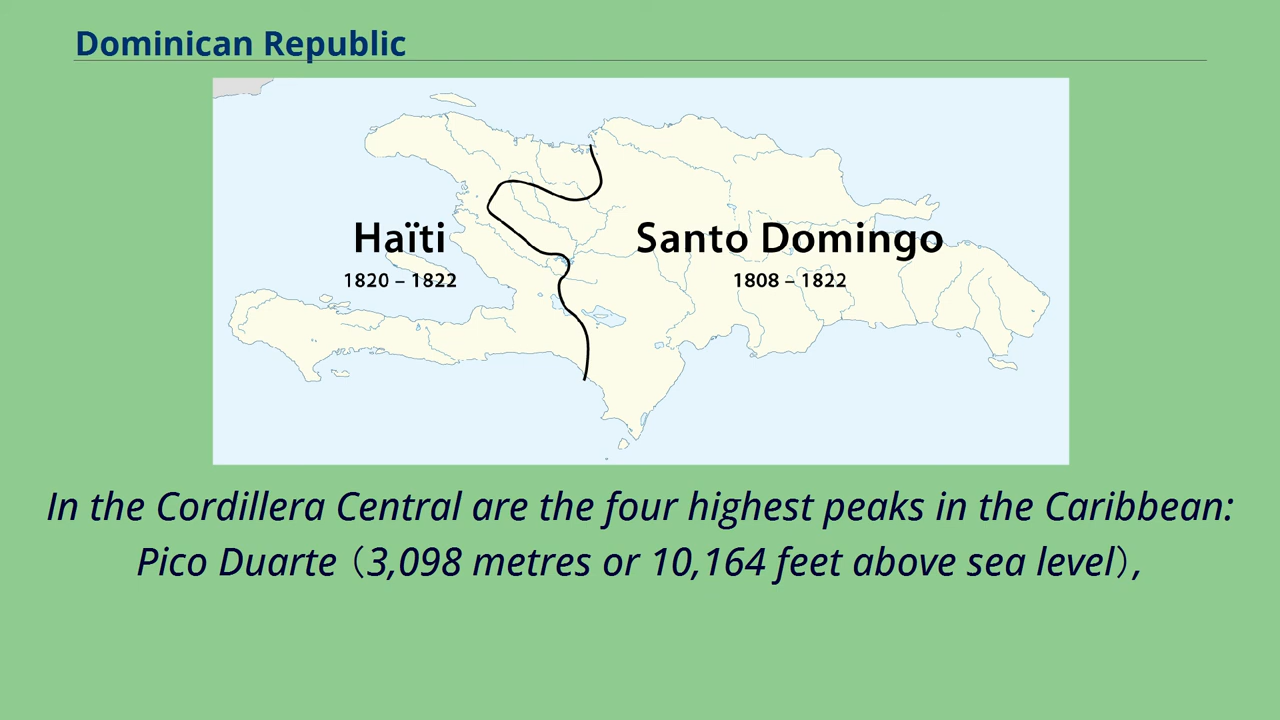 Dominican Republic
Haïti
1820 – 1822
Santo Domingo
1808 – 1822
In the Cordillera Central are the four highest peaks in the Caribbean:
Pico Duarte（3,098 metres or 10,164 feet above sea level）,